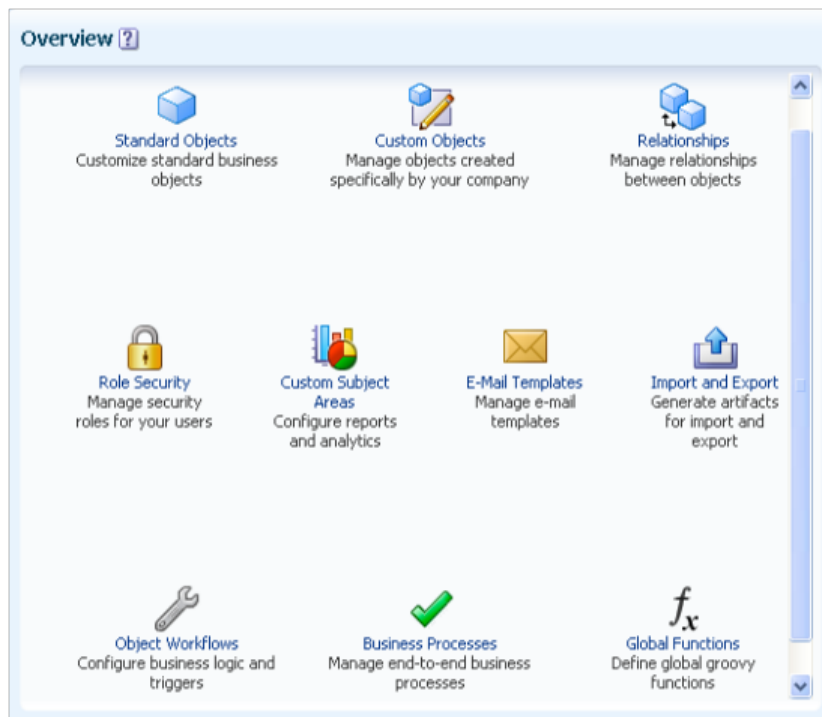 Overview ?
Standard Objects
Customize standard business
objects
Custom Objects
Manage objects created
specifically by your company
Relationships
Manage relationships
between objects
Role Security
Manage security
roles for your users
Custom Subject
Areas
Configure reports
and analytics
E-Mail Templates
Manage e-mail
templates
Import and Export
Generate artifacts
for import and
export
Object Workflows
Configure business logic and
triggers
Business Processes
Manage end-to-end business
processes
fx
Global Functions
Define global groovy
functions